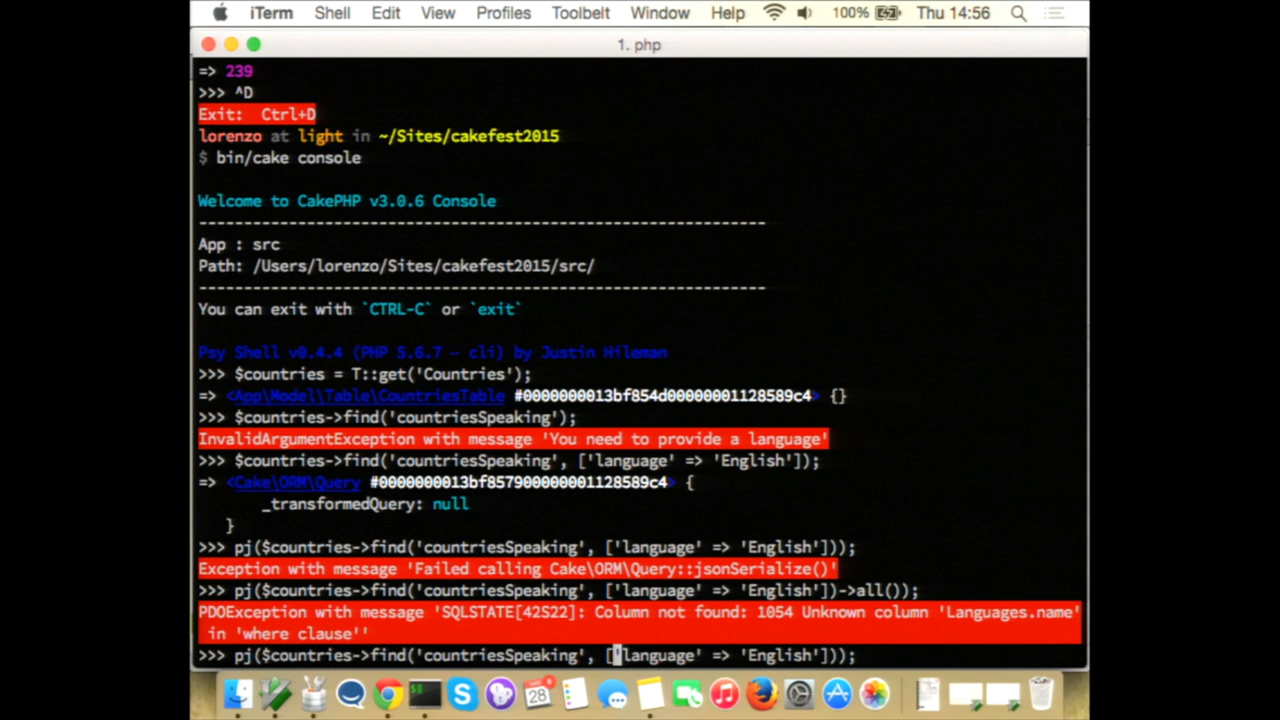 iTerm Shell Edit View Profiles Toolbelt Window Help 100% Thu 14:56
1. php
=> 239
>>> ^D
Exit:  Ctrl+D
lorenzo at light in ~/Sites/cakefest2015
$ bin/cake console
Welcome to CakePHP v3.0.6 Console
---------------------------------------------------------------
App : src
Path: /Users/lorenzo/Sites/cakefest2015/src/
---------------------------------------------------------------
You can exit with `CTRL-C` or `exit`
Psy Shell v0.4.4 (PHP 5.6.7 — cli) by Justin Hileman
>>> $countries = T::get('Countries');
=> <App\Model\Table\CountriesTable #0000000013bf854d00000001128589c4> {}
>>> $countries->find('countriesSpeaking');
InvalidArgumentException with message 'You need to provide a language'
>>> $countries->find('countriesSpeaking', ['language' => 'English']);
=> <Cake\ORM\Query #0000000013bf857900000001128589c4> {
_transformedQuery: null
}
>>> pj($countries->find('countriesSpeaking', ['language' => 'English']));
Exception with message 'Failed calling Cake\ORM\Query::jsonSerialize()'
>>> pj($countries->find('countriesSpeaking', ['language' => 'English'])->all());
PDOException with message 'SQLSTATE[42S22]: Column not found: 1054 Unknown column 'Languages.name'
in 'where clause''
>>> pj($countries->find('countriesSpeaking', ['language' => 'English']));
28